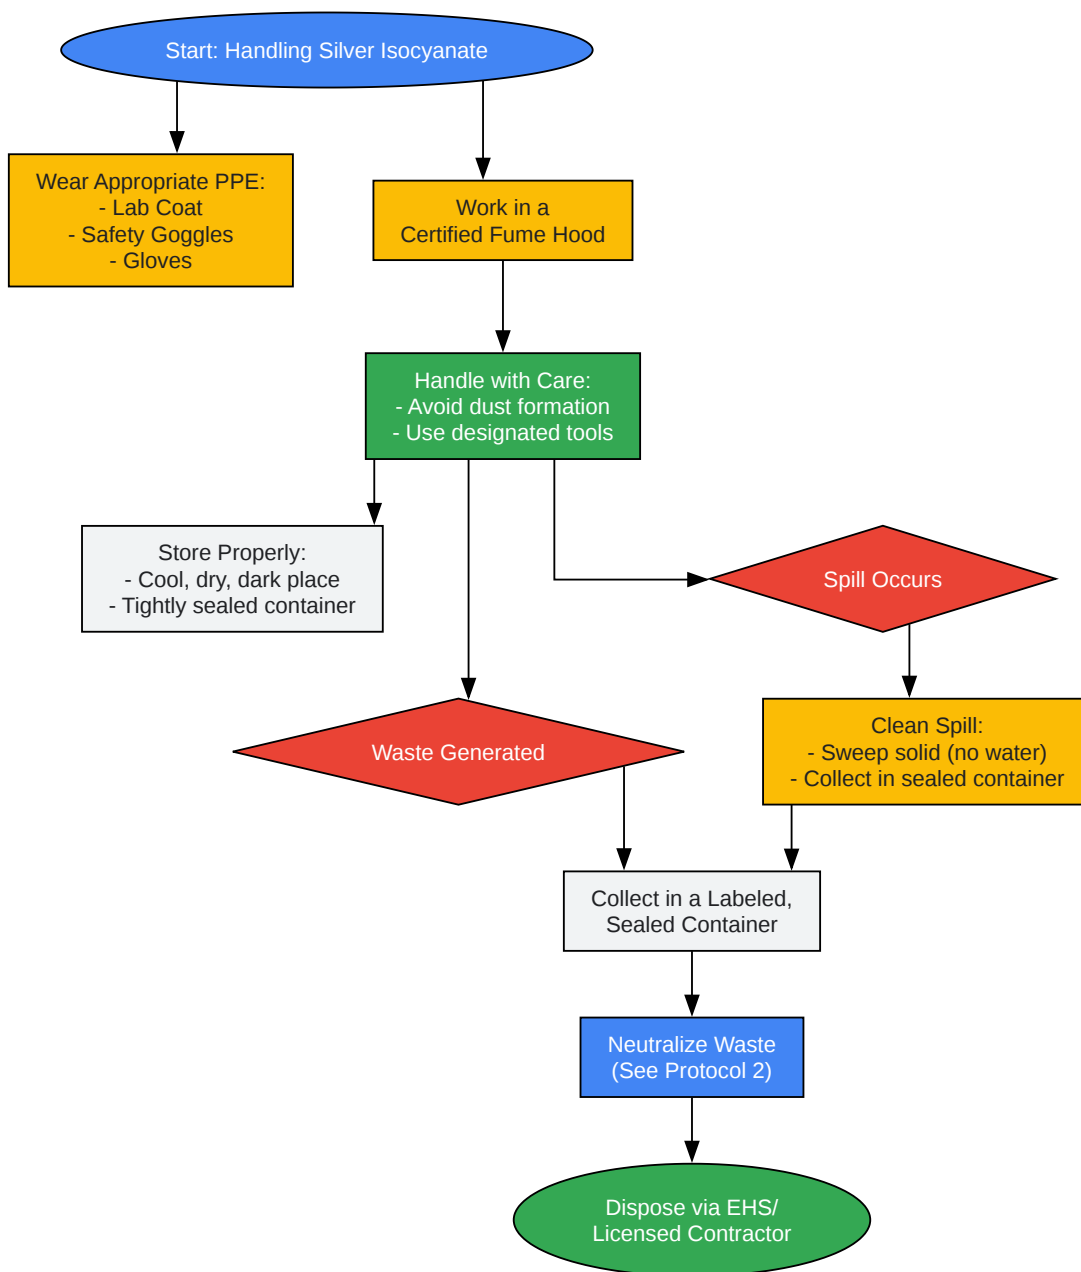 Start: Handling Silver Isocyanate
Wear Appropriate PPE:
- Lab Coat
- Safety Goggles
- Gloves
Work in a
Certified Fume Hood
Handle with Care:
- Avoid dust formation
- Use designated tools
Store Properly:
- Cool, dry, dark place
- Tightly sealed container
Spill Occurs
Waste Generated
Clean Spill:
- Sweep solid (no water)
- Collect in sealed container
Collect in a Labeled,
Sealed Container
Neutralize Waste
(See Protocol 2)
Dispose via EHS/
Licensed Contractor